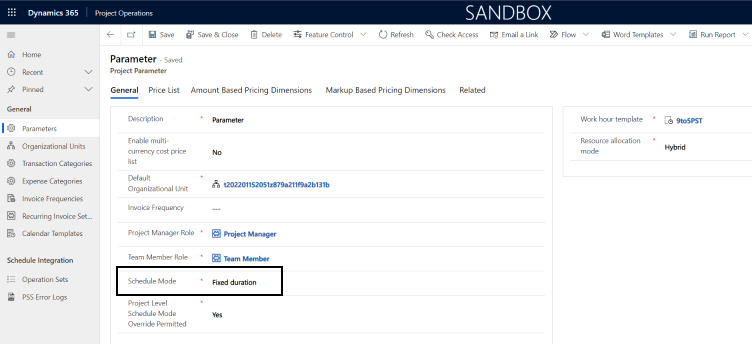 Dynamics 365 Project Operations SANDBOX
Save Save & Close Delete Feature Control Refresh Check Access Email a Link Flow Word Templates Run Report
Home
Recent
Pinned
General
Parameters
Organizational Units
Transaction Categories
Expense Categories
Invoice Frequencies
Recurring Invoice Set...
Calendar Templates
Schedule Integration
Operation Sets
PSS Error Logs
Parameter - Saved
Project Parameter
General Price List Amount Based Pricing Dimensions Markup Based Pricing Dimensions Related
Description * Parameter
Enable multi-
currency cost price * No
list
Default *
Organizational Unit t202201152051z879a211f9a2b131b
Invoice Frequency ---
Project Manager Role * Project Manager
Team Member Role * Team Member
Schedule Mode * Fixed duration
Project Level *
Schedule Mode Yes
Override Permitted
Work hour template * 9to5PST
Resource allocation *
mode Hybrid